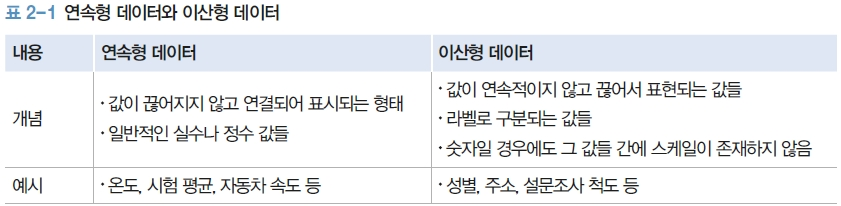 표 2-1 연속형 데이터와 이산형 데이터
내용 연속형 데이터 이산형 데이터
개념
· 값이 끊어지지 않고 연결되어 표시되는 형태
· 일반적인 실수나 정수 값들
· 값이 연속적이지 않고 끊어서 표현되는 값들
· 라벨로 구분되는 값들
· 숫자일 경우에도 그 값들 간에 스케일이 존재하지 않음
예시 · 온도, 시험 평균, 자동차 속도 등 · 성별, 주소, 설문조사 척도 등